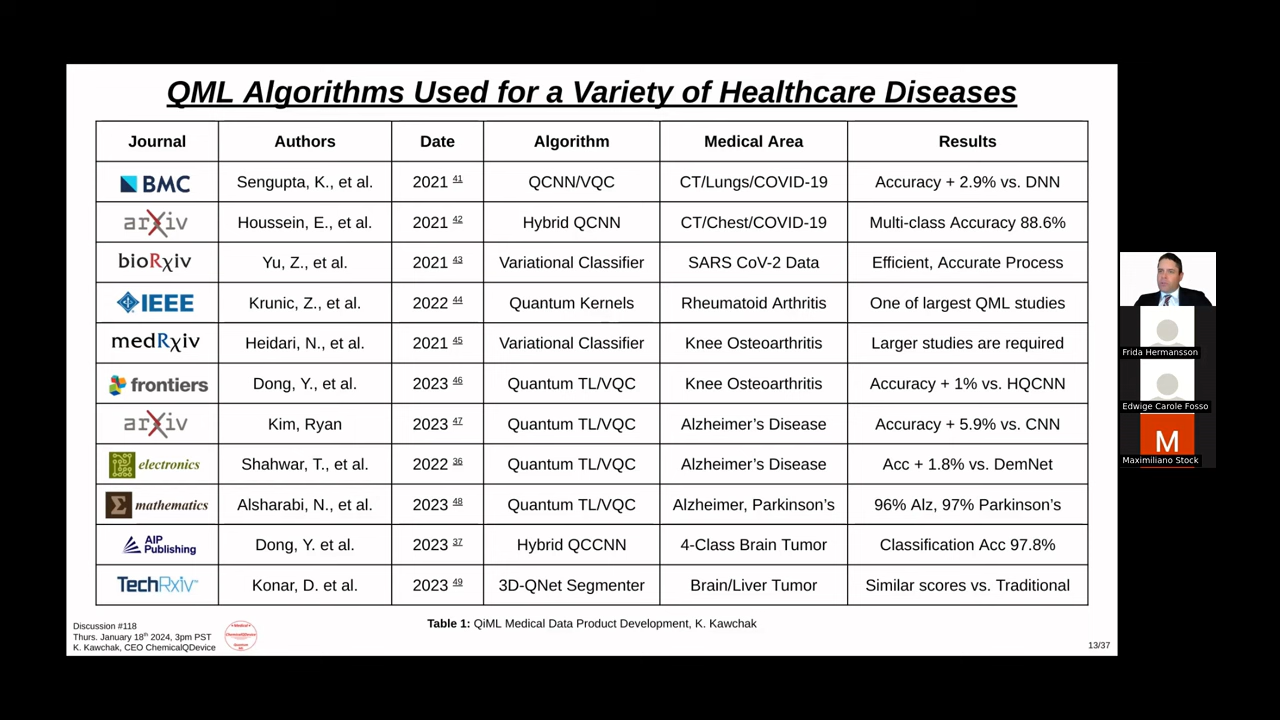 QML Algorithms Used for a Variety of Healthcare Diseases
Journal Authors Date Algorithm Medical Area Results
BMC Sengupta, K., et al. 2021 41 QCNN/VQC CT/Lungs/COVID-19 Accuracy + 2.9% vs. DNN
arXiv Houssein, E., et al. 2021 42 Hybrid QCNN CT/Chest/COVID-19 Multi-class Accuracy 88.6%
bioRxiv Yu, Z., et al. 2021 43 Variational Classifier SARS CoV-2 Data Efficient, Accurate Process
IEEE Krunic, Z., et al. 2022 44 Quantum Kernels Rheumatoid Arthritis One of largest QML studies
medRxiv Heidari, N., et al. 2021 45 Variational Classifier Knee Osteoarthritis Larger studies are required
frontiers Dong, Y., et al. 2023 46 Quantum TL/VQC Knee Osteoarthritis Accuracy + 1% vs. HQCNN
arXiv Kim, Ryan 2023 47 Quantum TL/VQC Alzheimer’s Disease Accuracy + 5.9% vs. CNN
electronics Shahwar, T., et al. 2022 36 Quantum TL/VQC Alzheimer’s Disease Acc + 1.8% vs. DemNet
Σ mathematics Alsharabi, N., et al. 2023 48 Quantum TL/VQC Alzheimer, Parkinson’s 96% Alz, 97% Parkinson’s
AIP Publishing Dong, Y. et al. 2023 37 Hybrid QCCNN 4-Class Brain Tumor Classification Acc 97.8%
TechRxiv Konar, D. et al. 2023 49 3D-QNet Segmenter Brain/Liver Tumor Similar scores vs. Traditional
Table 1: QiML Medical Data Product Development, K. Kawchak
Discussion #118
Thurs. January 18th 2024, 3pm PST
K. Kawchak, CEO ChemicalQDevice
13/37
Frida Hermansson
Edwige Carole Fosso
M
Maximiliano Stock